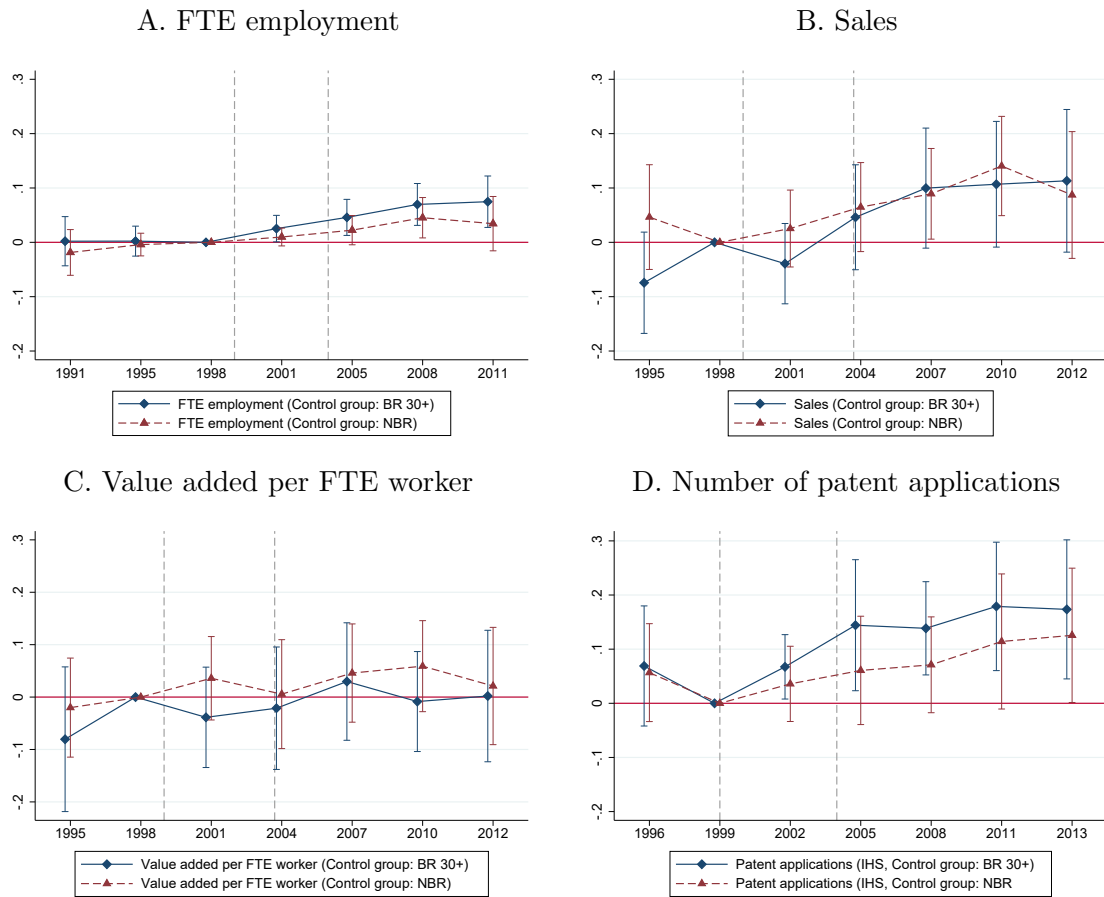 A. FTE employment
.3
.2
.1
0
-.1
-.2
1991 1995 1998 2001 2005 2008 2011
FTE employment (Control group: BR 30+)
FTE employment (Control group: NBR)
B. Sales
.3
.2
.1
0
-.1
-.2
1995 1998 2001 2004 2007 2010 2012
Sales (Control group: BR 30+)
Sales (Control group: NBR)
C. Value added per FTE worker
.3
.2
.1
0
-.1
-.2
1995 1998 2001 2004 2007 2010 2012
Value added per FTE worker (Control group: BR 30+)
Value added per FTE worker (Control group: NBR)
D. Number of patent applications
.3
.2
.1
0
-.1
-.2
1996 1999 2002 2005 2008 2011 2013
Patent applications (IHS, Control group: BR 30+)
Patent applications (IHS, Control group: NBR